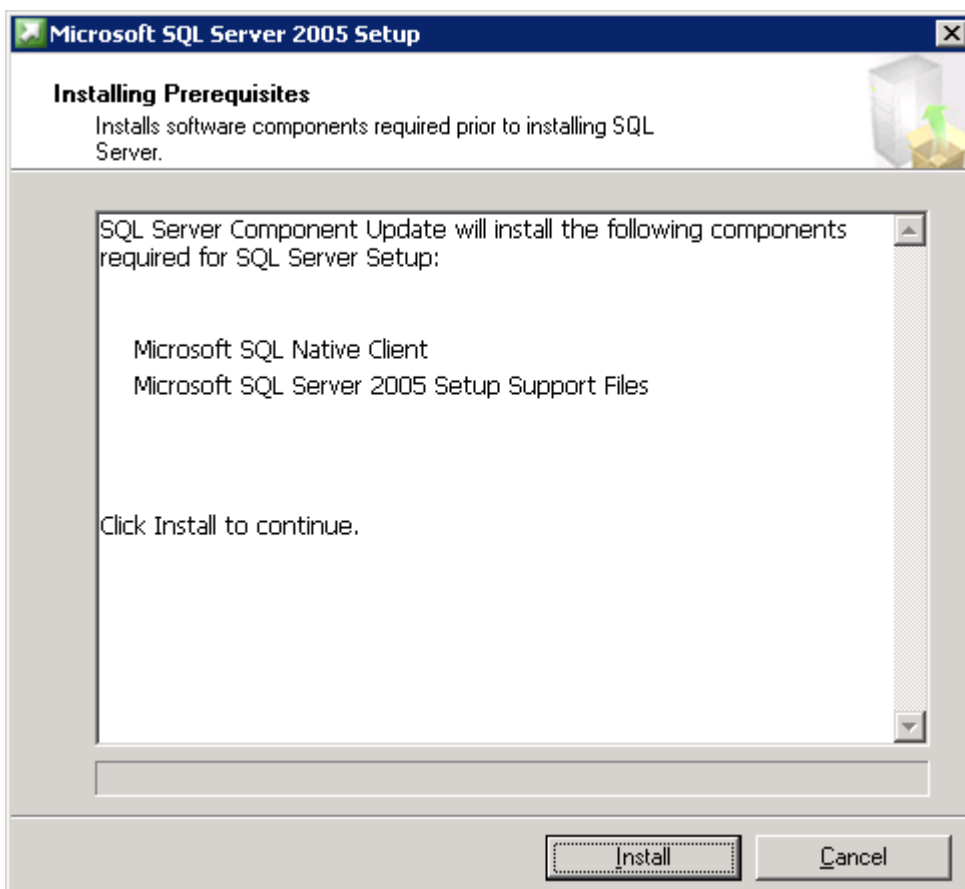 Microsoft SQL Server 2005 Setup
Installing Prerequisites
Installs software components required prior to installing SQL
Server.
SQL Server Component Update will install the following components
required for SQL Server Setup:
Microsoft SQL Native Client
Microsoft SQL Server 2005 Setup Support Files
Click Install to continue.
Install
Cancel